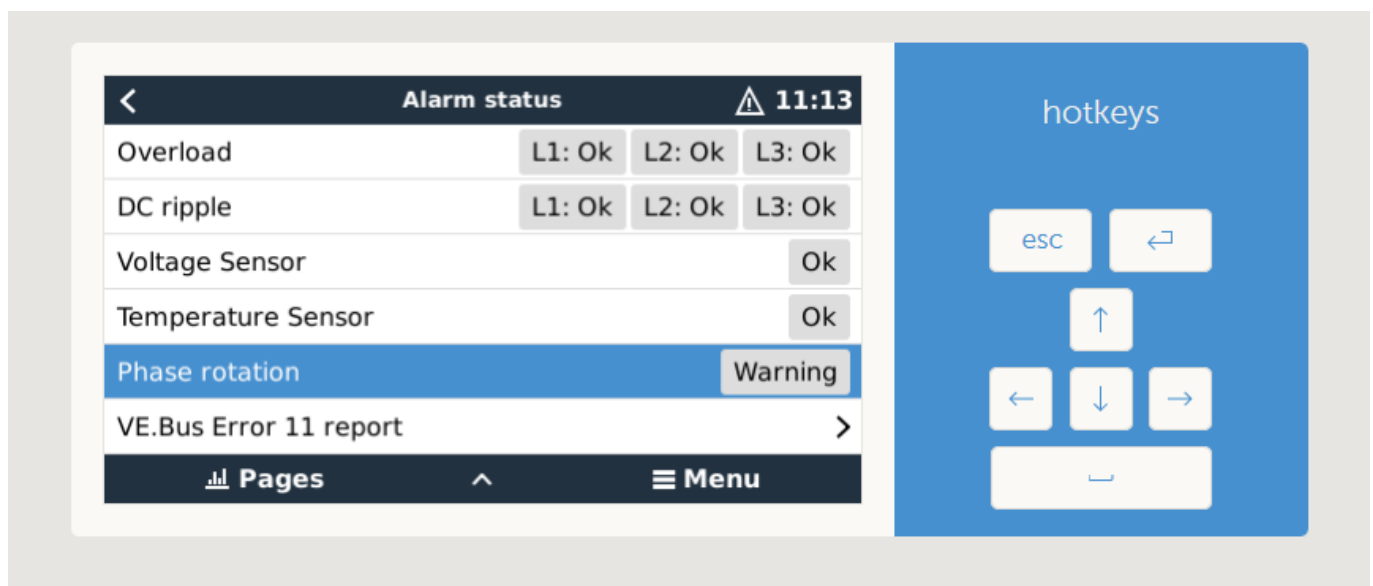 Alarm status 11:13
Overload L1: Ok L2: Ok L3: Ok
DC ripple L1: Ok L2: Ok L3: Ok
Voltage Sensor Ok
Temperature Sensor Ok
Phase rotation Warning
VE.Bus Error 11 report
Pages Menu
hotkeys
esc